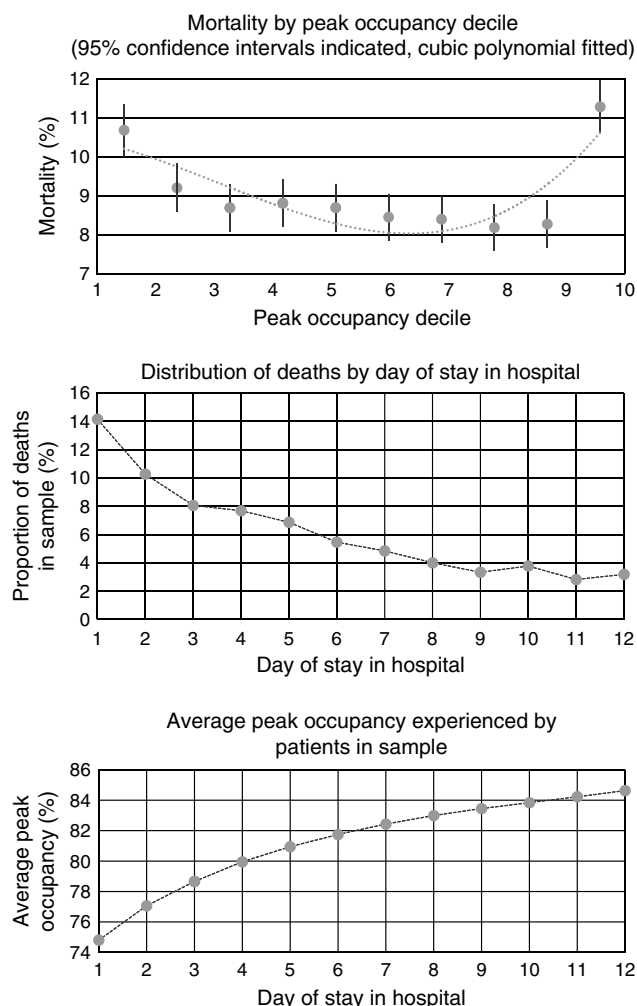 Mortality by peak occupancy decile
(95% confidence intervals indicated, cubic polynomial fitted)
12
11
10
9
8
7
Mortality (%)
1 2 3 4 5 6 7 8 9 10
Peak occupancy decile
Distribution of deaths by day of stay in hospital
16
14
12
10
8
6
4
2
0
Proportion of deaths
in sample (%)
1 2 3 4 5 6 7 8 9 10 11 12
Day of stay in hospital
Average peak occupancy experienced by
patients in sample
86
84
82
80
78
76
74
Average peak
occupancy (%)
1 2 3 4 5 6 7 8 9 10 11 12
Day of stay in hospital